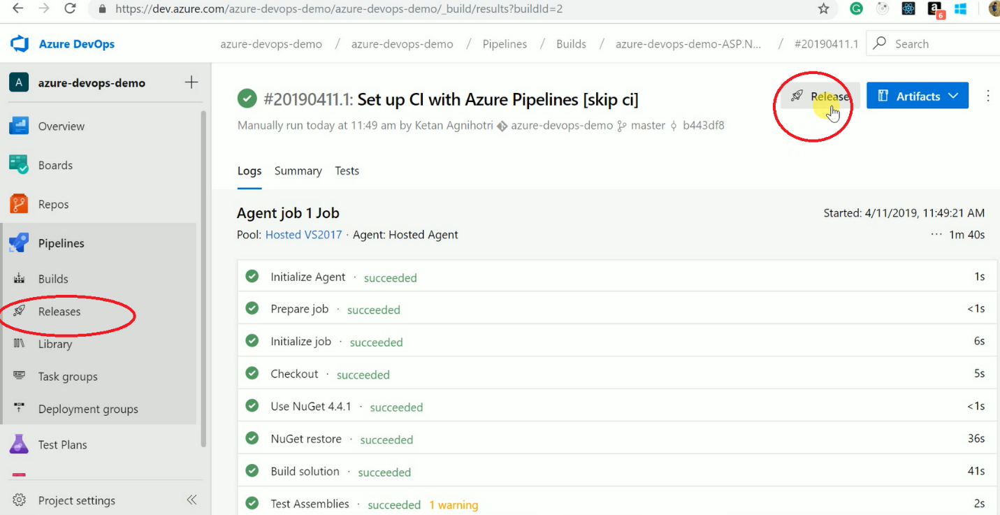 https://dev.azure.com/azure-devops-demo/azure-devops-demo/_build/results?buildId=2
6
Azure DevOps
azure-devops-demo / azure-devops-demo / Pipelines / Builds / azure-devops-demo-ASP.N... / #20190411.1
Search
A azure-devops-demo
Overview
Boards
Repos
Pipelines
Builds
Releases
Library
Task groups
Deployment groups
Test Plans
Project settings
#20190411.1: Set up CI with Azure Pipelines [skip ci]
Manually run today at 11:49 am by Ketan Agnihotri azure-devops-demo master b443df8
Release
Artifacts
Logs Summary Tests
Agent job 1 Job
Started: 4/11/2019, 11:49:21 AM
Pool: Hosted VS2017 · Agent: Hosted Agent
··· 1m 40s
Initialize Agent · succeeded 1s
Prepare job · succeeded <1s
Initialize job · succeeded 6s
Checkout · succeeded 5s
Use NuGet 4.4.1 · succeeded <1s
NuGet restore · succeeded 36s
Build solution · succeeded 41s
Test Assemblies · succeeded 1 warning 2s